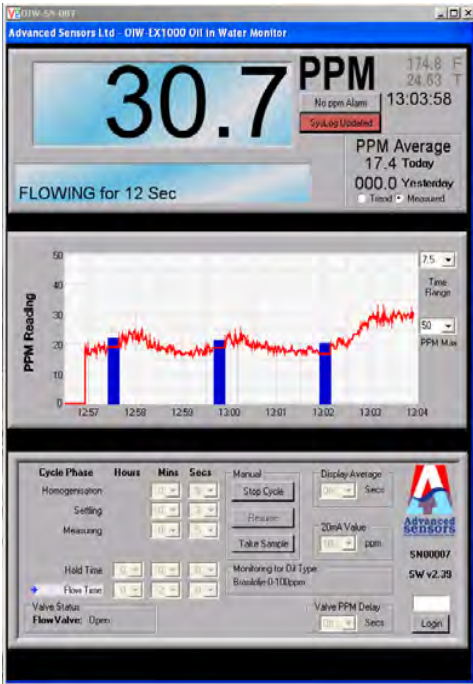 OIW-SN-007
Advanced Sensors Ltd - OIW-EX1000 Oil in Water Monitor
30.7
PPM
174.8 F
24.63 T
No ppm Alarm
13:03:58
SysLog Updated
PPM Average
17.4 Today
000.0 Yesterday
Trend Measured
FLOWING for 12 Sec
PPM Reading
50
40
30
20
10
0
12:57 12:58 12:59 13:00 13:01 13:02 13:03 13:04
7.5
Time Range
50
PPM Max
Cycle Phase Hours Mins Secs
Homogenisation
Settling
Measuring
Hold Time
Flow Time
Valve Status
FlowValve: Open
Manual
Stop Cycle
Resume
Take Sample
Monitoring for Oil Type
0-100ppm
Display Average
Secs
20mA Value
ppm
Valve PPM Delay
Secs
Advanced
sensors
SN00007
SW v2.39
Login